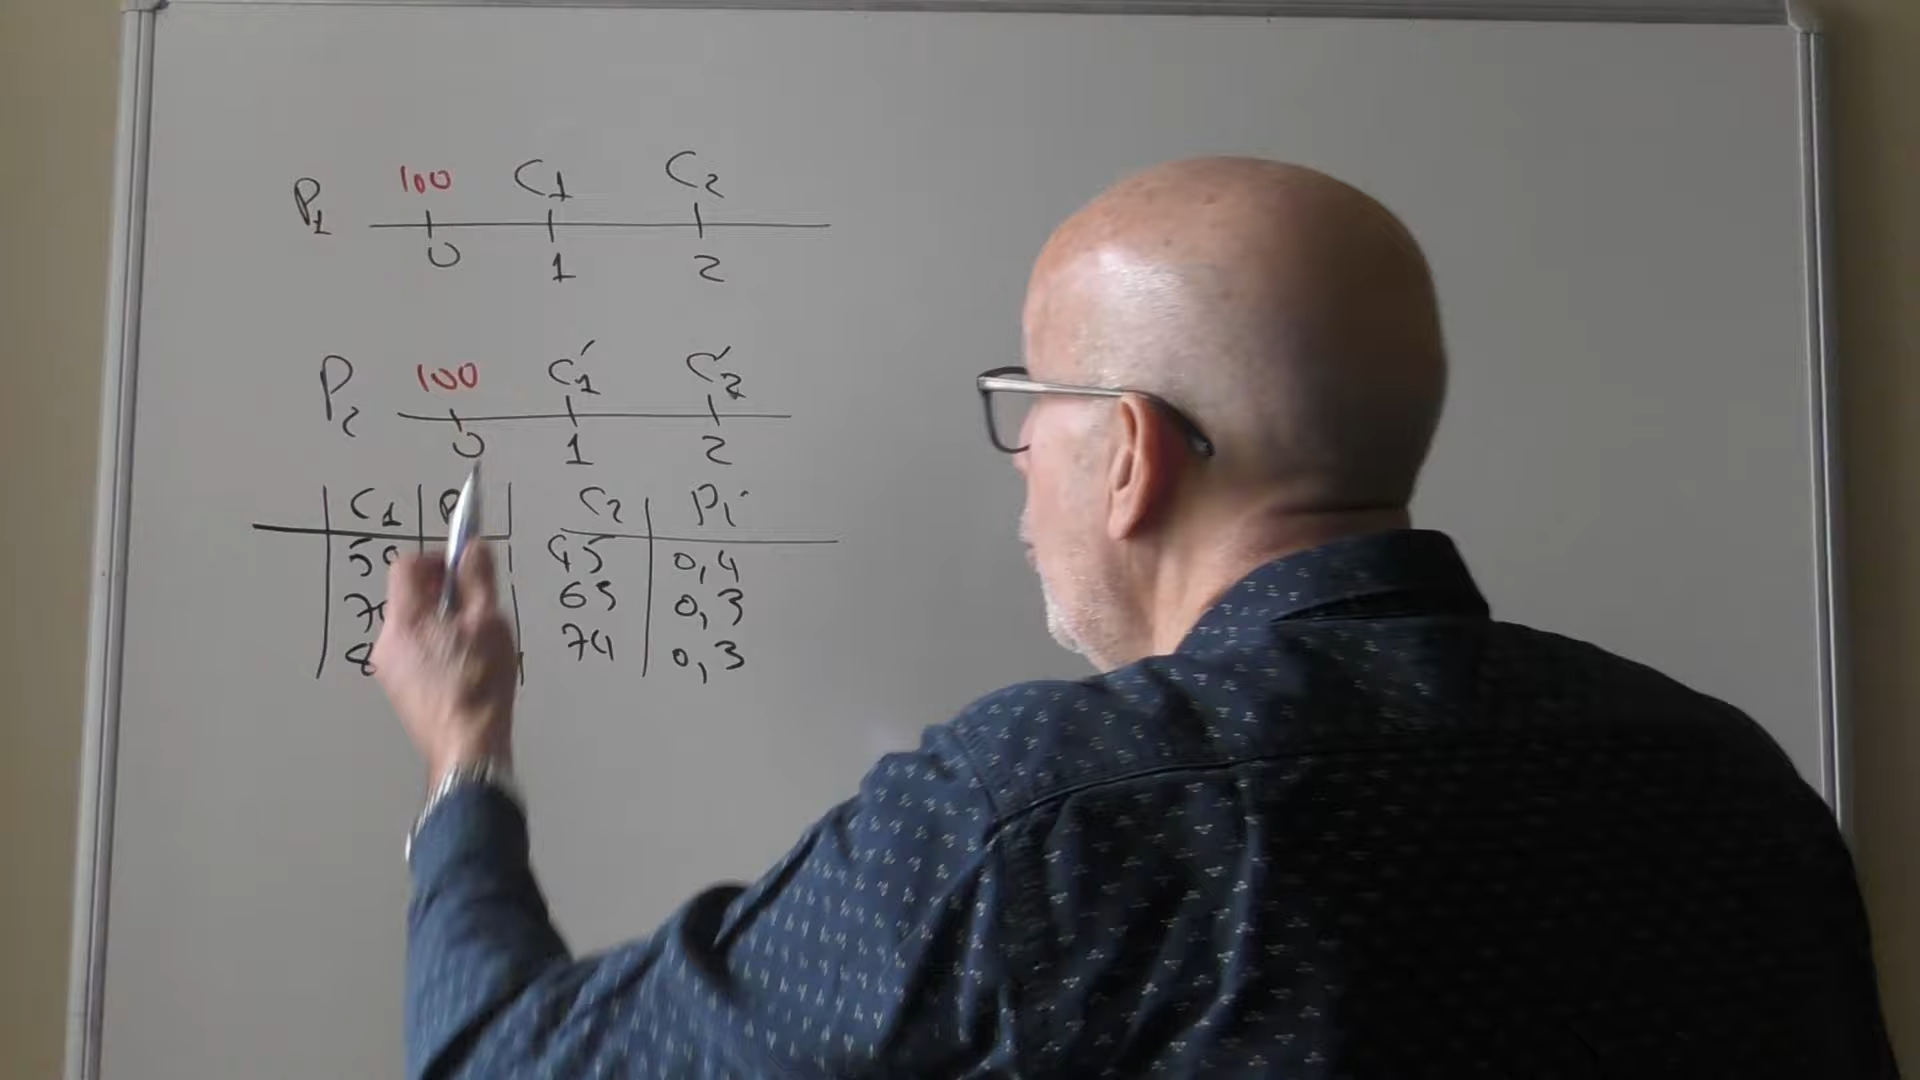 P₁ 100 C₁ C₂
0 1 2
P₂ 100 C₁′ C₂′
0 1 2
C₁ C₂ Pi
45 0,4
65 0,3
74 0,3